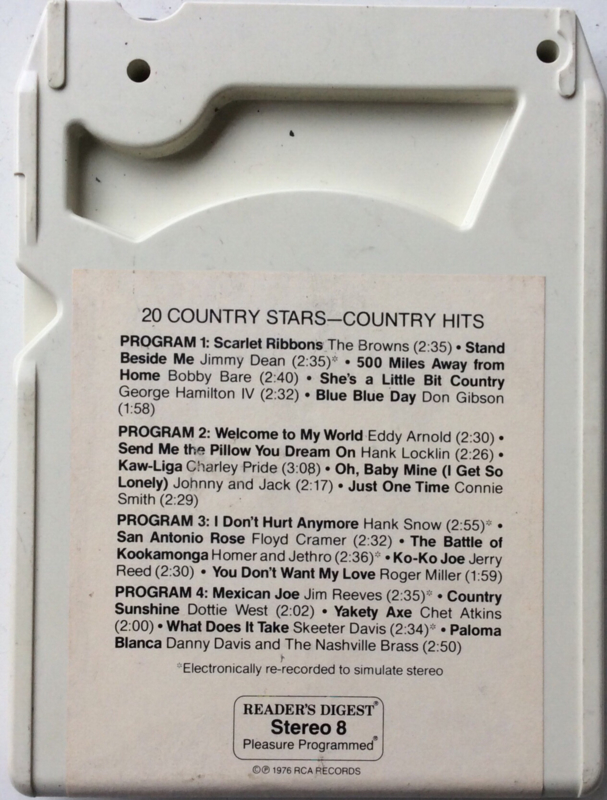 20 COUNTRY STARS—COUNTRY HITS
PROGRAM 1: Scarlet Ribbons The Browns (2:35) • Stand
Beside Me Jimmy Dean (2:35)* • 500 Miles Away from
Home Bobby Bare (2:40) • She's a Little Bit Country
George Hamilton IV (2:32) • Blue Blue Day Don Gibson
(1:58)
PROGRAM 2: Welcome to My World Eddy Arnold (2:30) •
Send Me the Pillow You Dream On Hank Locklin (2:26) •
Kaw-Liga Charley Pride (3:08) • Oh, Baby Mine (I Get So
Lonely) Johnny and Jack (2:17) • Just One Time Connie
Smith (2:29)
PROGRAM 3: I Don't Hurt Anymore Hank Snow (2:55)* •
San Antonio Rose Floyd Cramer (2:32) • The Battle of
Kookamonga Homer and Jethro (2:36)* • Ko-Ko Joe Jerry
Reed (2:30) • You Don't Want My Love Roger Miller (1:59)
PROGRAM 4: Mexican Joe Jim Reeves (2:35)* • Country
Sunshine Dottie West (2:02) • Yakety Axe Chet Atkins
(2:00) • What Does It Take Skeeter Davis (2:34)* • Paloma
Blanca Danny Davis and The Nashville Brass (2:50)
*Electronically re-recorded to simulate stereo
READER'S DIGEST®
Stereo 8
Pleasure Programmed®
©℗ 1976 RCA RECORDS